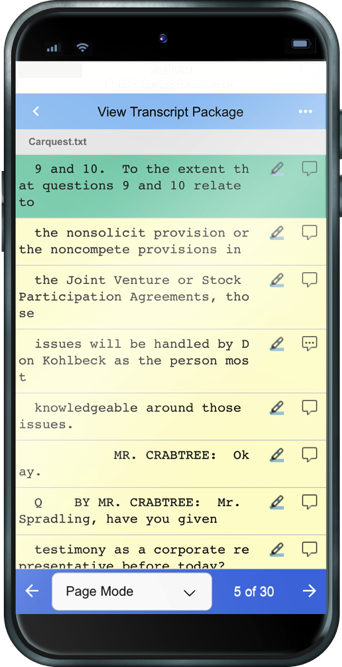 View Transcript Package
Carquest.txt
9 and 10. To the extent th
at questions 9 and 10 relate
to
the nonsolicit provision or
the noncompete provisions in
the Joint Venture or Stock
Participation Agreements, tho
se
issues will be handled by D
on Kohlbeck as the person mos
t
knowledgeable around those
issues.
MR. CRABTREE: Ok
ay.
Q BY MR. CRABTREE: Mr.
Spradling, have you given
testimony as a corporate re
presentative before today?
Page Mode
5 of 30